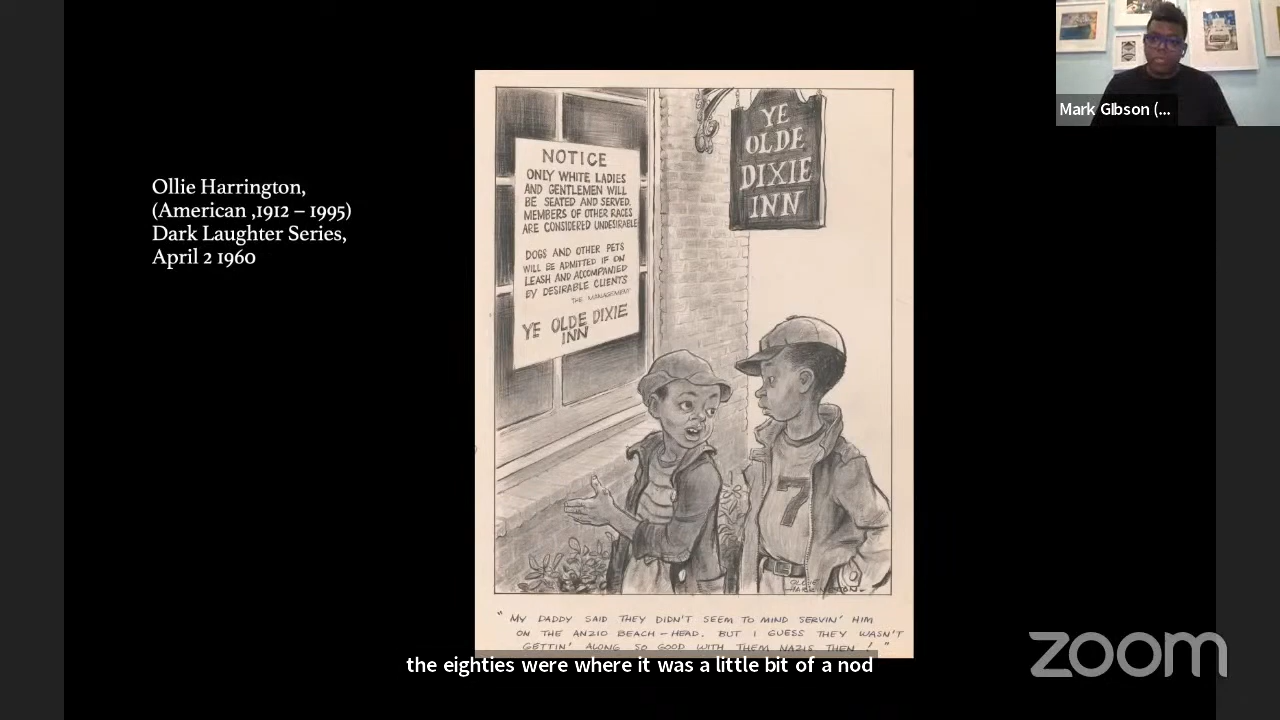 Mark GIbson (...
Ollie Harrington,
(American ,1912 – 1995)
Dark Laughter Series,
April 2 1960
NOTICE
ONLY WHITE LADIES
AND GENTLEMEN WILL
BE SEATED AND SERVED.
MEMBERS OF OTHER RACES
ARE CONSIDERED UNDESIRABLE
DOGS AND OTHER PETS
WILL BE ADMITTED IF ON
LEASH AND ACCOMPANIED
BY DESIRABLE CLIENTS
THE MANAGEMENT
YE OLDE DIXIE
INN
YE
OLDE
DIXIE
INN
7
OLLIE
HARRINGTON
" MY DADDY SAID THEY DIDN'T SEEM TO MIND SERVIN' HIM
ON THE ANZIO BEACH-HEAD. BUT I GUESS THEY WASN'T
GETTIN' ALONG SO GOOD WITH THEM NAZIS THEN ! "
the eighties were where it was a little bit of a nod
zoom